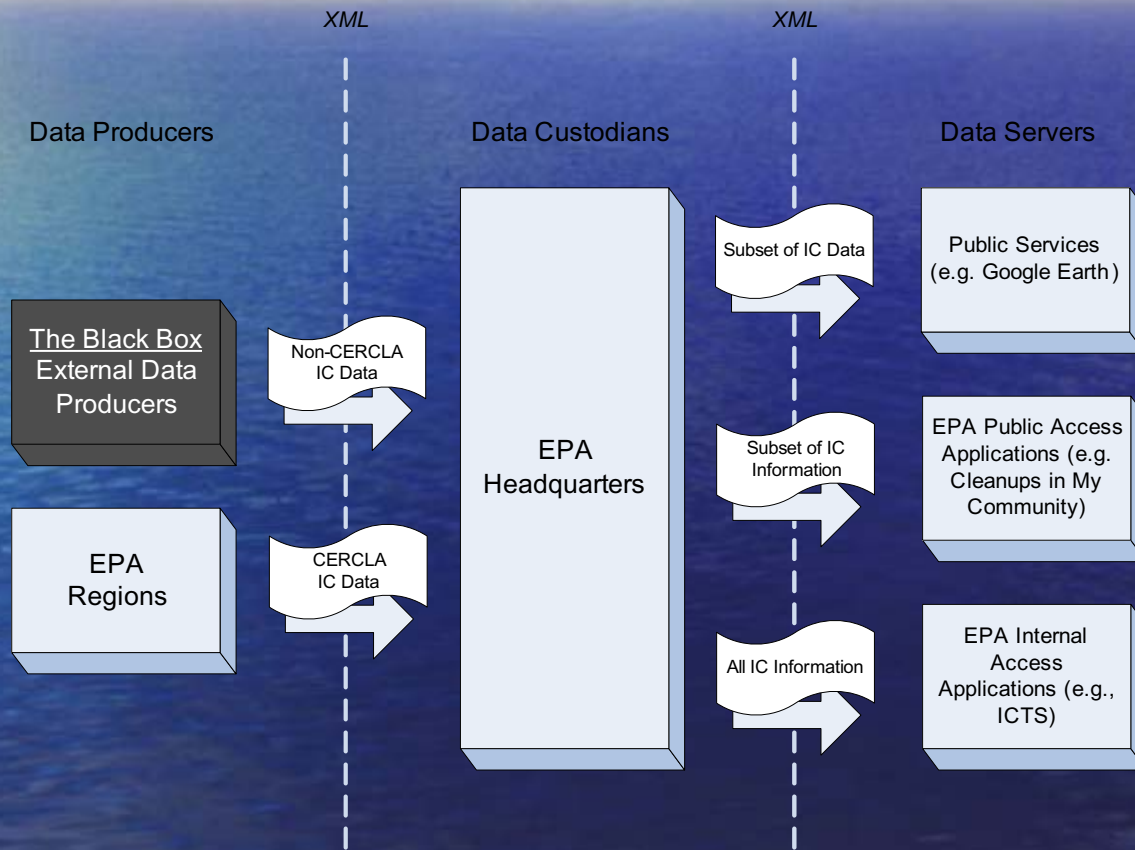 XML
XML
Data Producers
Data Custodians
Data Servers
The Black Box
External Data
Producers
Non-CERCLA
IC Data
EPA
Regions
CERCLA
IC Data
EPA
Headquarters
Subset of IC Data
Public Services
(e.g. Google Earth)
Subset of IC
Information
EPA Public Access
Applications (e.g.
Cleanups in My
Community)
All IC Information
EPA Internal
Access
Applications (e.g.,
ICTS)